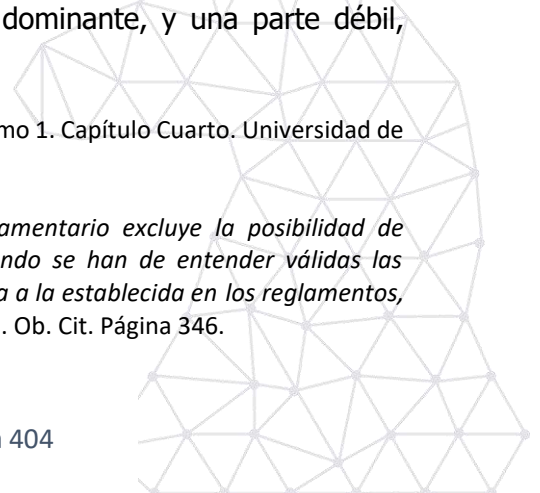 dominante, y una parte débil,
mo 1. Capítulo Cuarto. Universidad de
amentario excluye la posibilidad de
ndo se han de entender válidas las
a a la establecida en los reglamentos,
. Ob. Cit. Página 346.
404